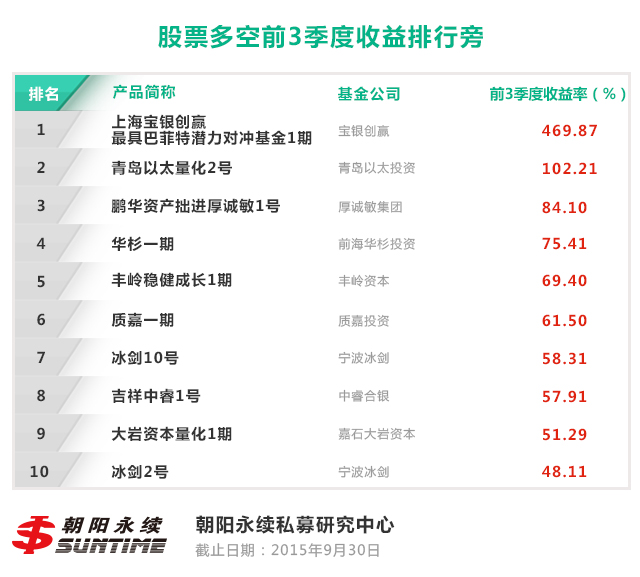 股票多空前3季度收益排行旁
排名 产品简称 基金公司 前3季度收益率（%）
1 上海宝银创赢 最具巴菲特潜力对冲基金1期 宝银创赢 469.87
2 青岛以太量化2号 青岛以太投资 102.21
3 鹏华资产拙进厚诚敏1号 厚诚敏集团 84.10
4 华杉一期 前海华杉投资 75.41
5 丰岭稳健成长1期 丰岭资本 69.40
6 质嘉一期 质嘉投资 61.50
7 冰剑10号 宁波冰剑 58.31
8 吉祥中睿1号 中睿合银 57.91
9 大岩资本量化1期 嘉石大岩资本 51.29
10 冰剑2号 宁波冰剑 48.11
朝阳永续 SUNTIME
朝阳永续私募研究中心
截止日期：2015年9月30日